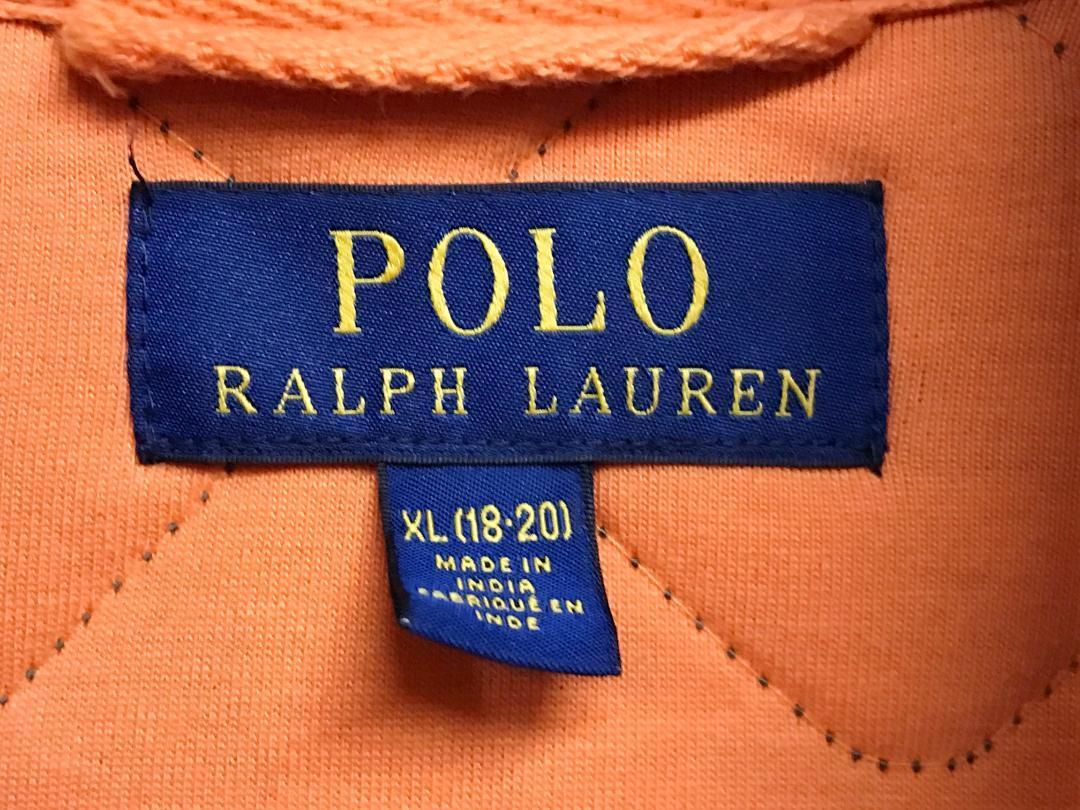 POLO
RALPH LAUREN
XL (18·20)
MADE IN
INDIA
FABRIQUÉ EN
INDE